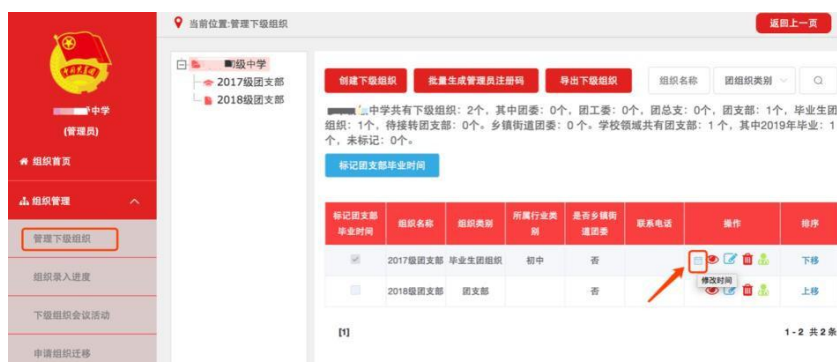 当前位置:管理下级组织
返回上一页
中学
(管理员)
组织首页
组织管理
管理下级组织
组织录入进度
下级组织会议活动
申请组织迁移
级中学
2017级团支部
2018级团支部
创建下级组织 批量生成管理员注册码 导出下级组织 组织名称 团组织类别
中学共有下级组织：2个，其中团委：0个，团工委：0个，团总支：0个，团支部：1个，毕业生团
组织：1个，待接转团支部：0个。乡镇街道团委：0 个。学校领域共有团支部：1 个，其中2019年毕业：1
个，未标记：0个。
标记团支部毕业时间
标记团支部毕业时间 组织名称 组织类别 所属行业类别 是否乡镇街道团委 联系电话 操作 排序
2017级团支部 毕业生团组织 初中 否 下移
修改时间
2018级团支部 团支部 否 上移
[1]
1 - 2 共 2 条